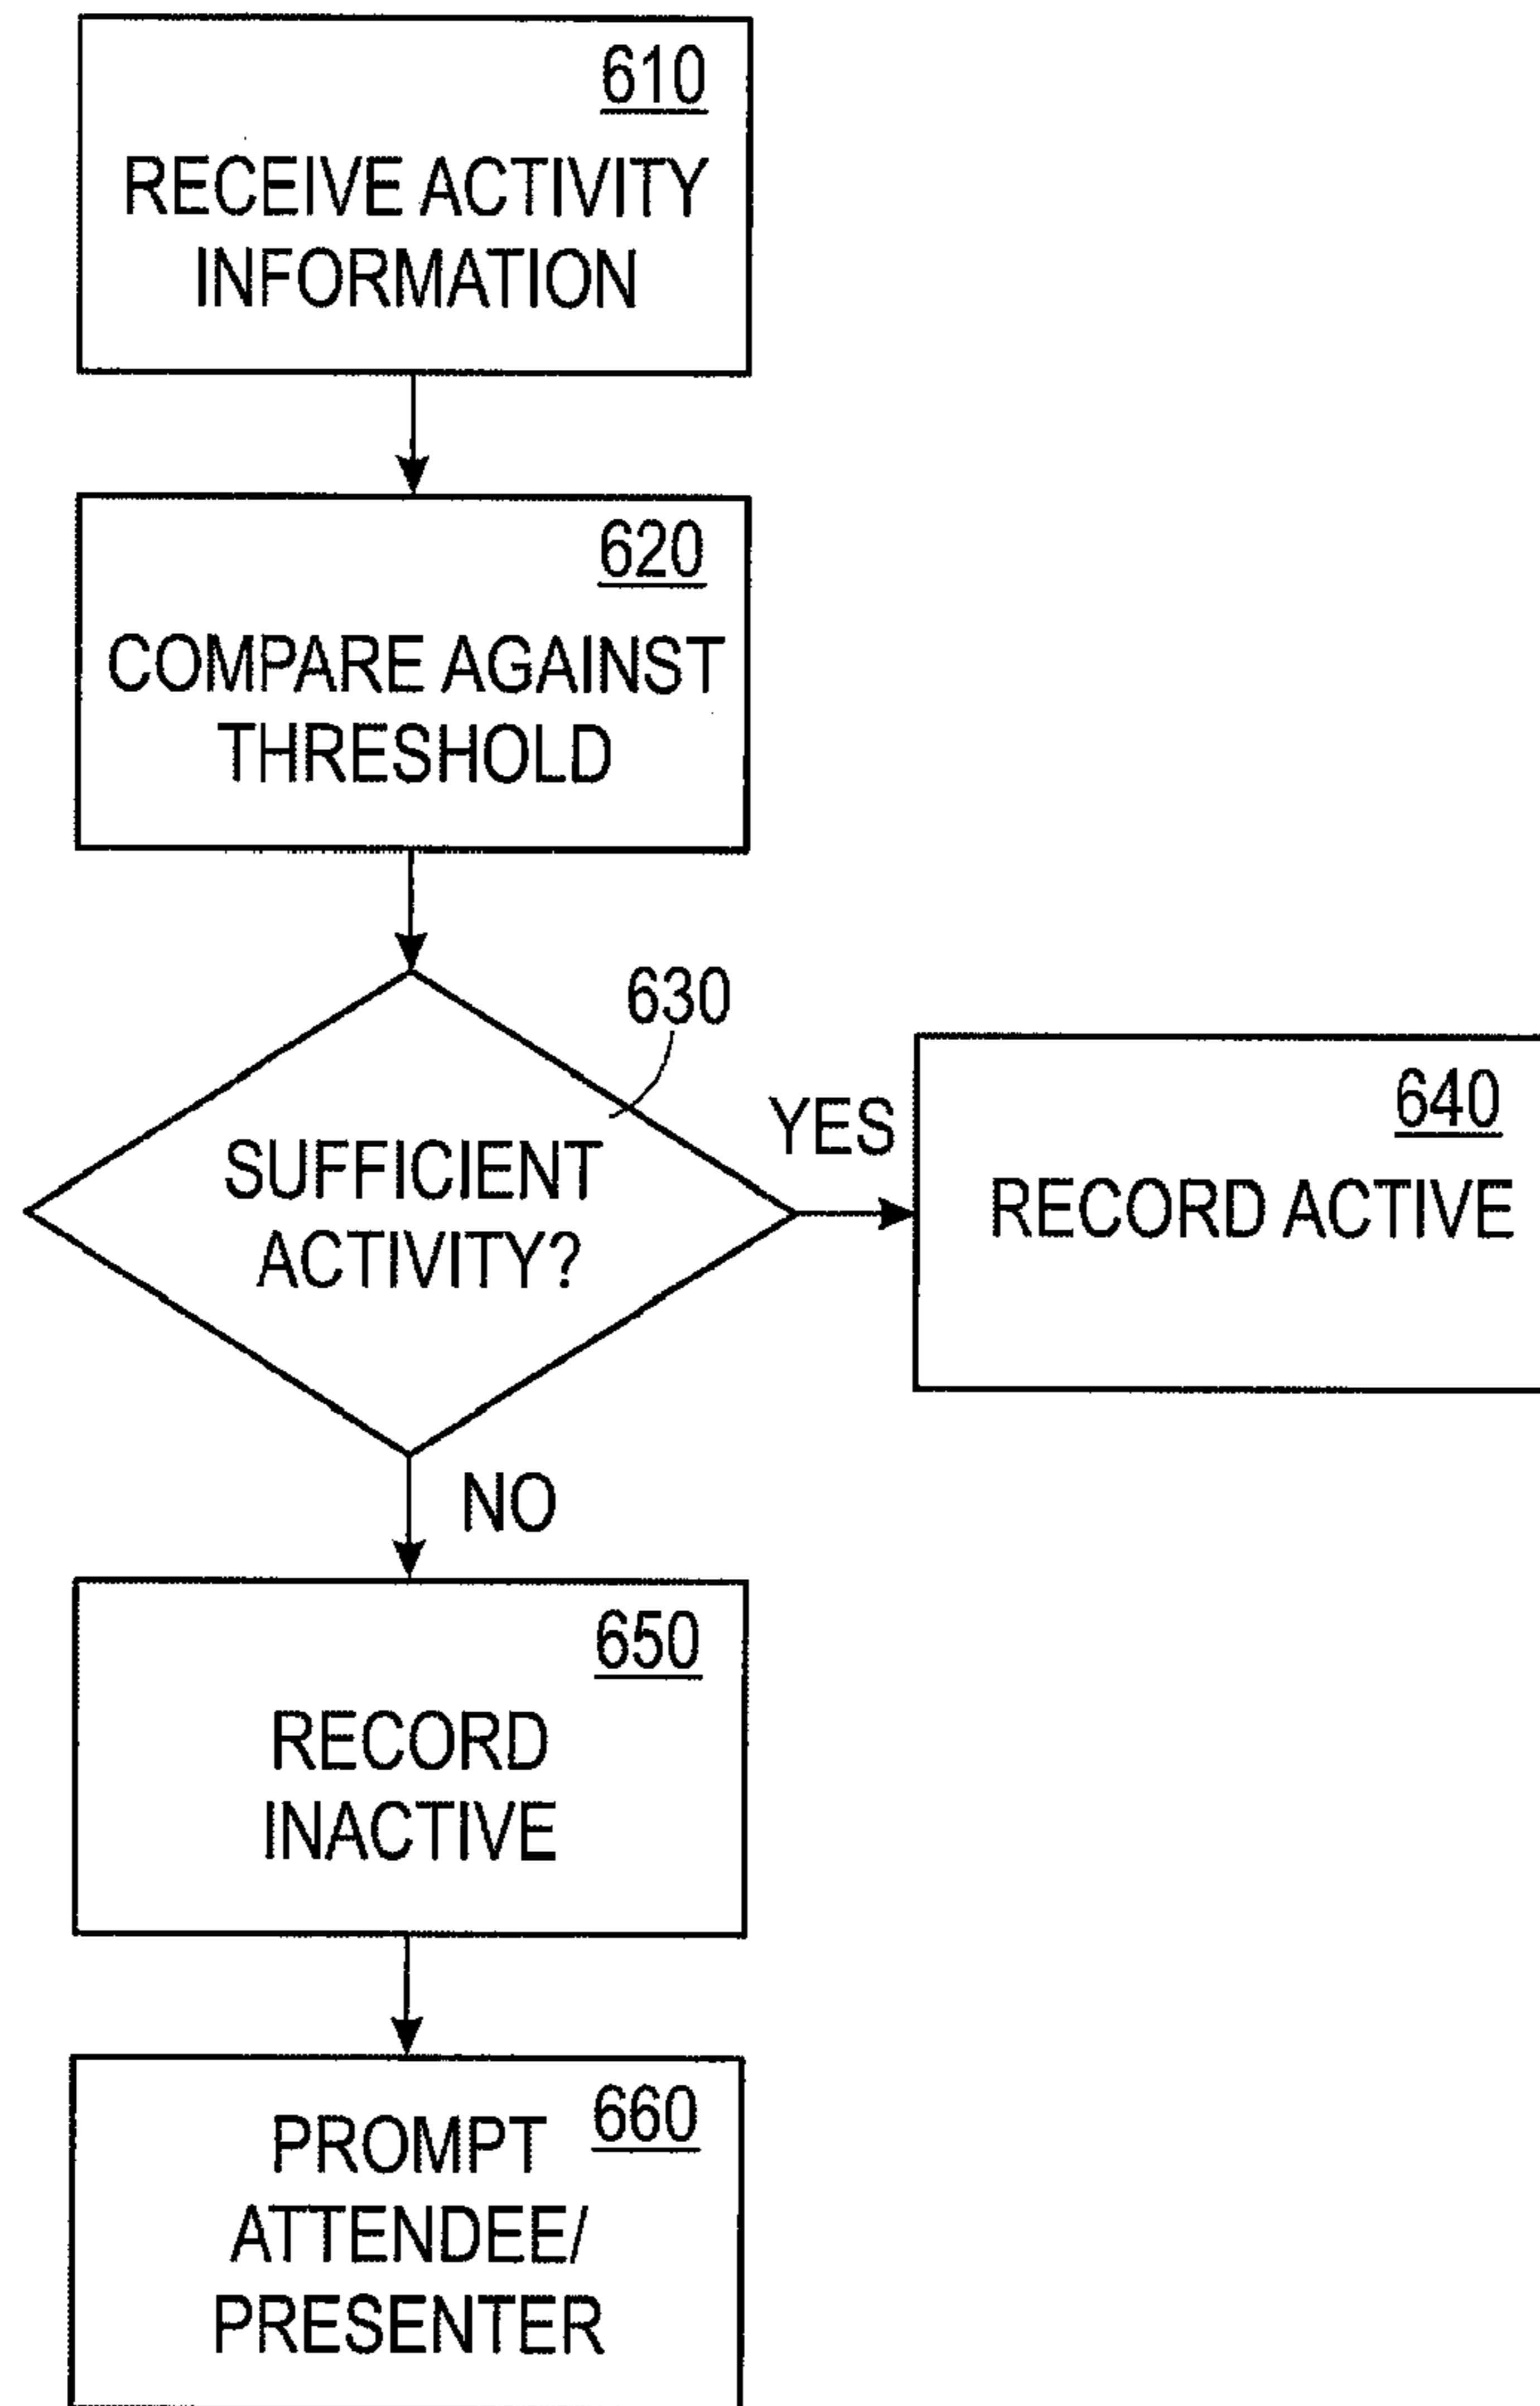 610
RECEIVE ACTIVITY
INFORMATION
620
COMPARE AGAINST
THRESHOLD
630
SUFFICIENT
ACTIVITY?
YES
640
RECORD ACTIVE
NO
650
RECORD
INACTIVE
660
PROMPT
ATTENDEE/
PRESENTER